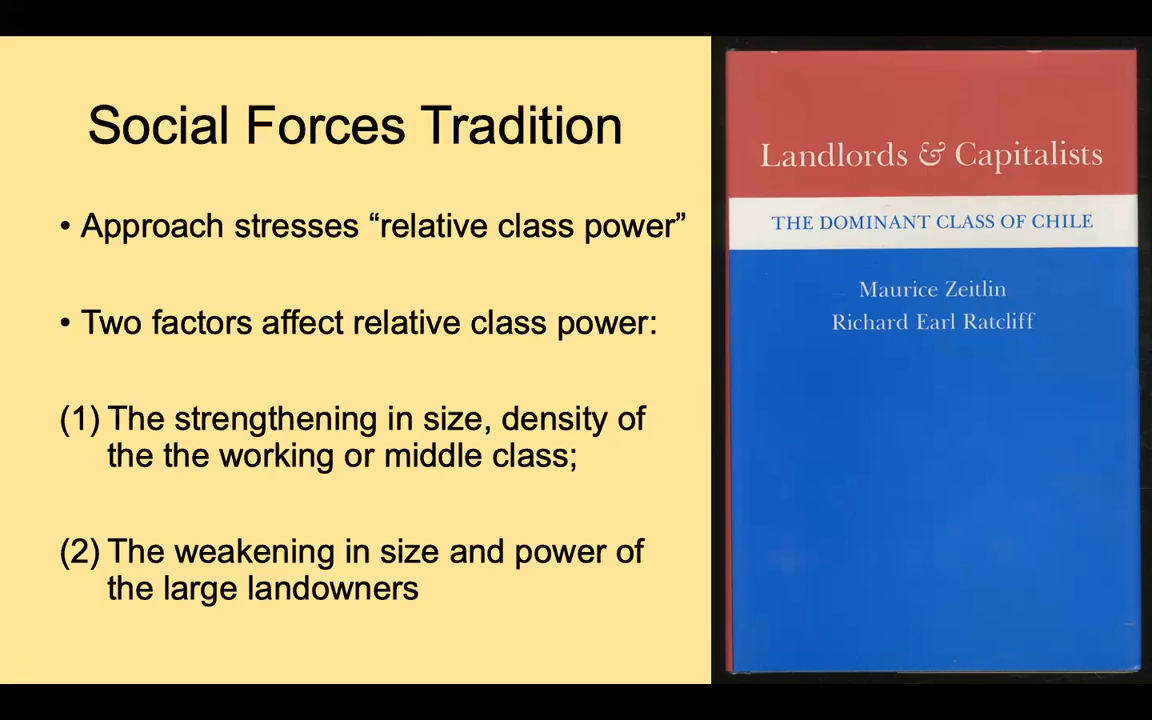 Social Forces Tradition
• Approach stresses “relative class power”
• Two factors affect relative class power:
(1) The strengthening in size, density of
the the working or middle class;
(2) The weakening in size and power of
the large landowners
Landlords & Capitalists
THE DOMINANT CLASS OF CHILE
Maurice Zeitlin
Richard Earl Ratcliff